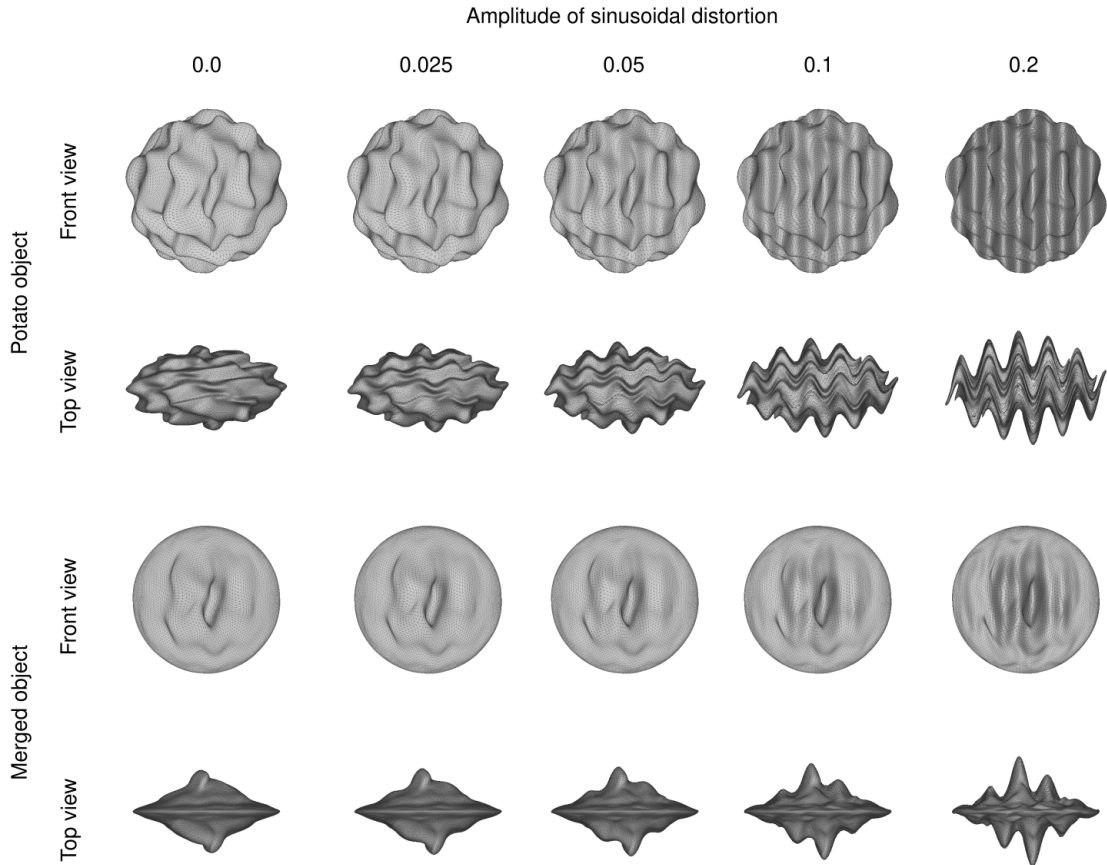 Amplitude of sinusoidal distortion
0.0 0.025 0.05 0.1 0.2
Potato object
Front view
Top view
Merged object
Front view
Top view